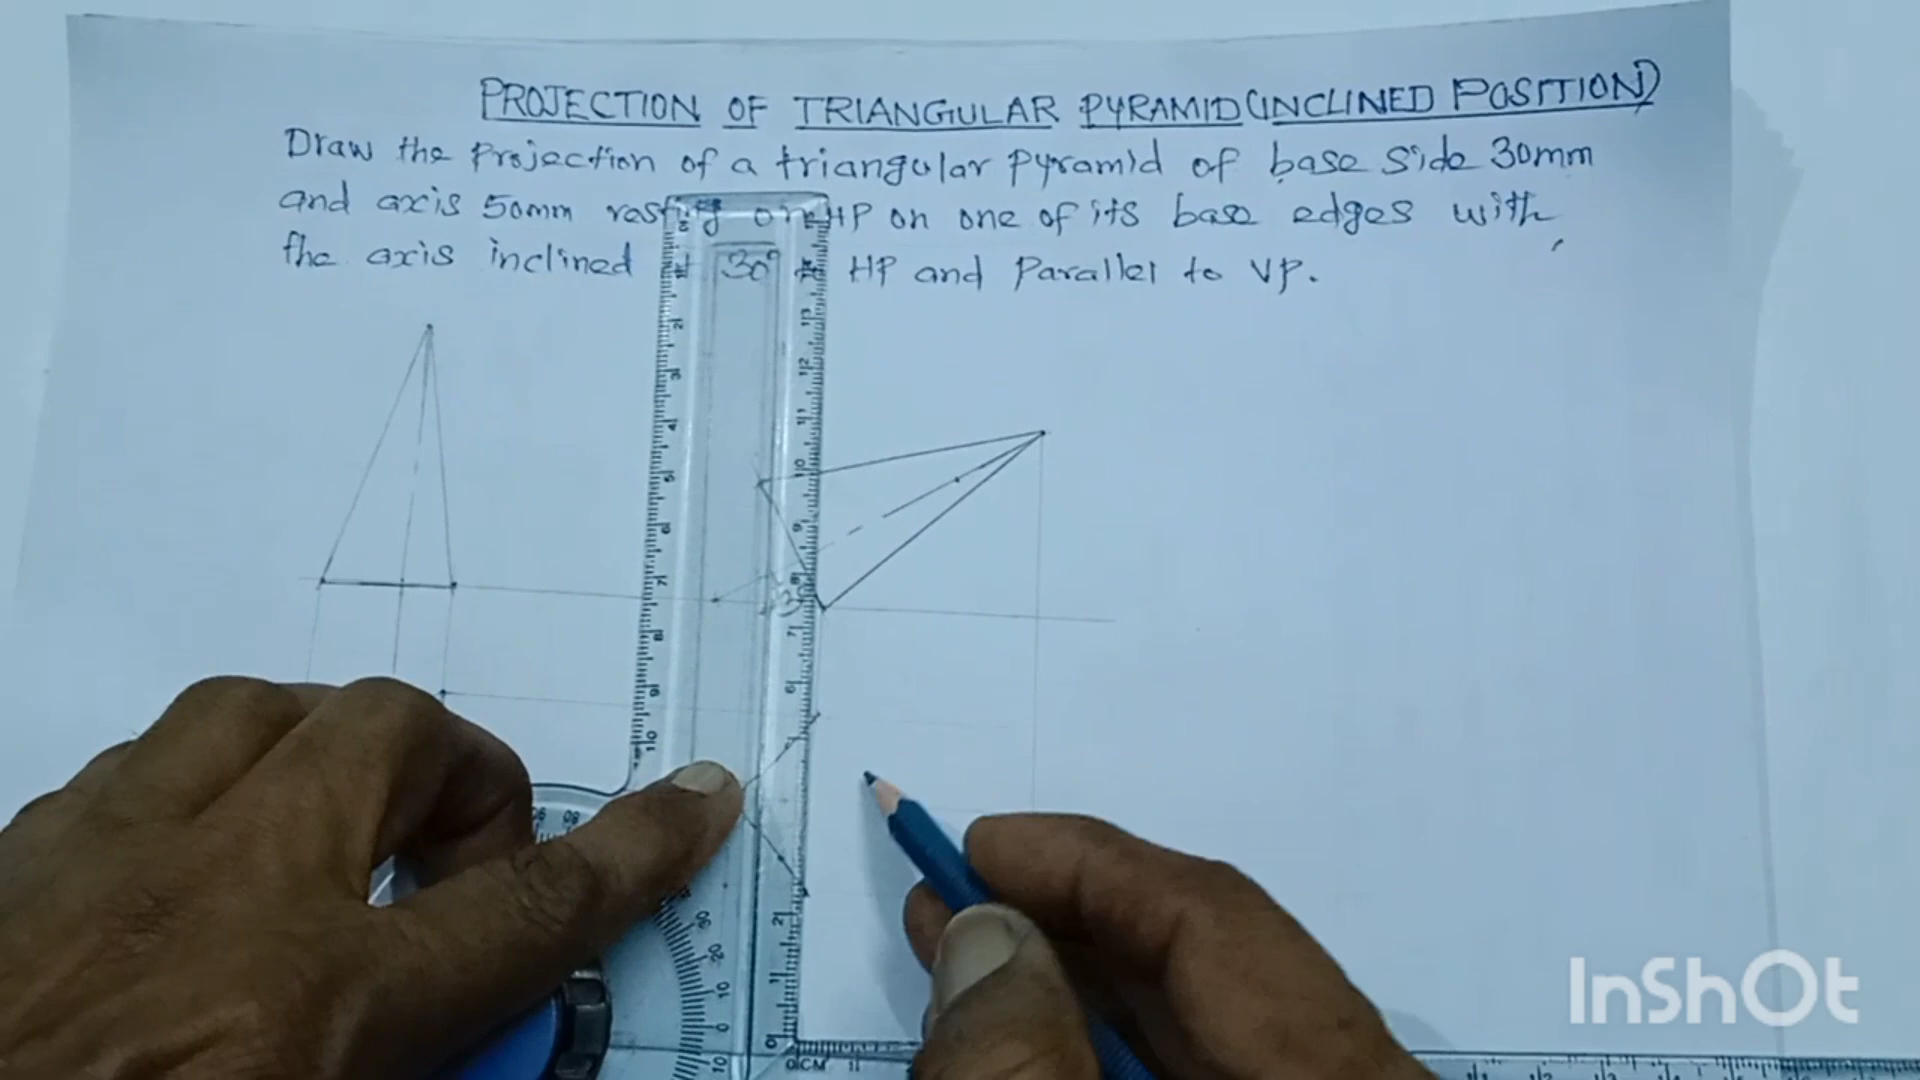 PROJECTION OF TRIANGULAR PYRAMID (INCLINED POSITION)
Draw the Projection of a triangular pyramid of base side 30mm
and axis 50mm resting on HP on one of its base edges with
the axis inclined 30° HP and Parallel to VP.
InShOt